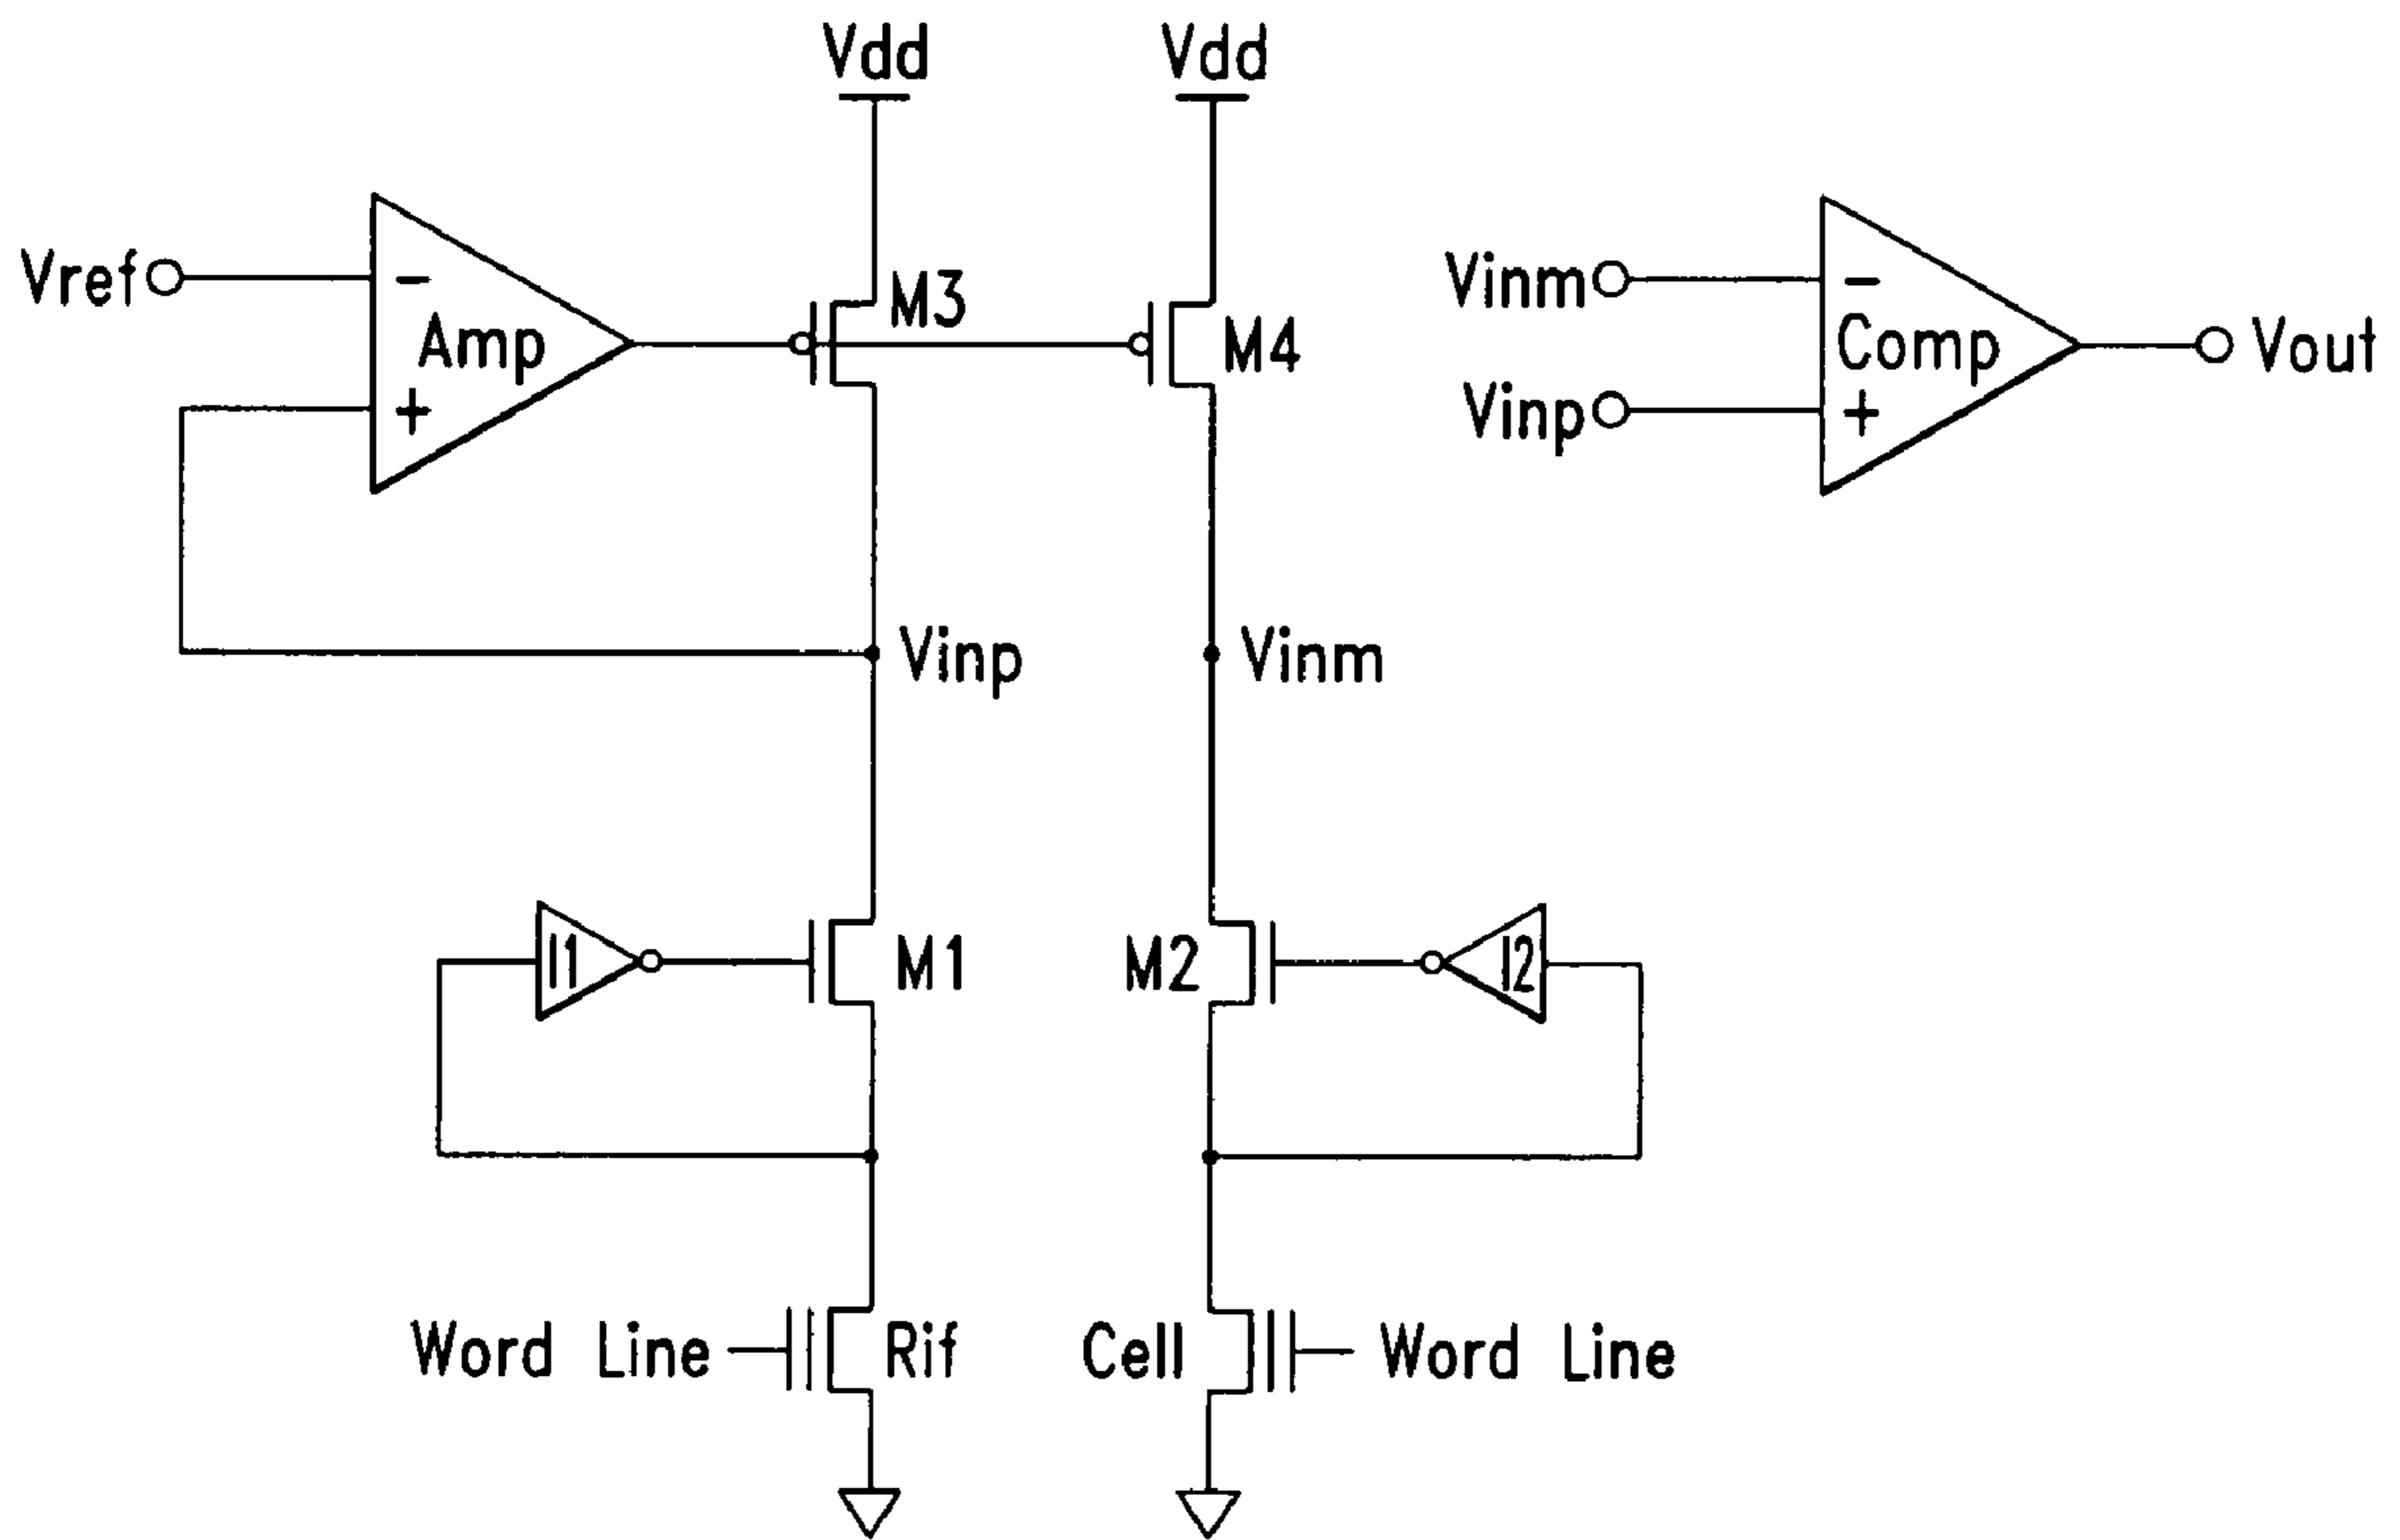 Vdd
Vdd
Vref
-
Amp
+
M3
M4
Vinm
-
Comp
Vinp
+
Vout
Vinp
Vinm
I1
M1
M2
I2
Word Line
Rif
Cell
Word Line